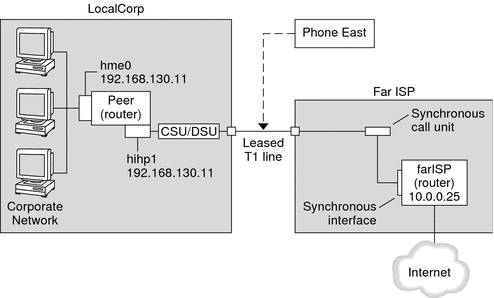 LocalCorp
Phone East
hme0
192.168.130.11
Peer
(router)
CSU/DSU
hihp1
192.168.130.11
Corporate
Network
Leased
T1 line
Far ISP
Synchronous
call unit
farISP
(router)
10.0.0.25
Synchronous
interface
Internet